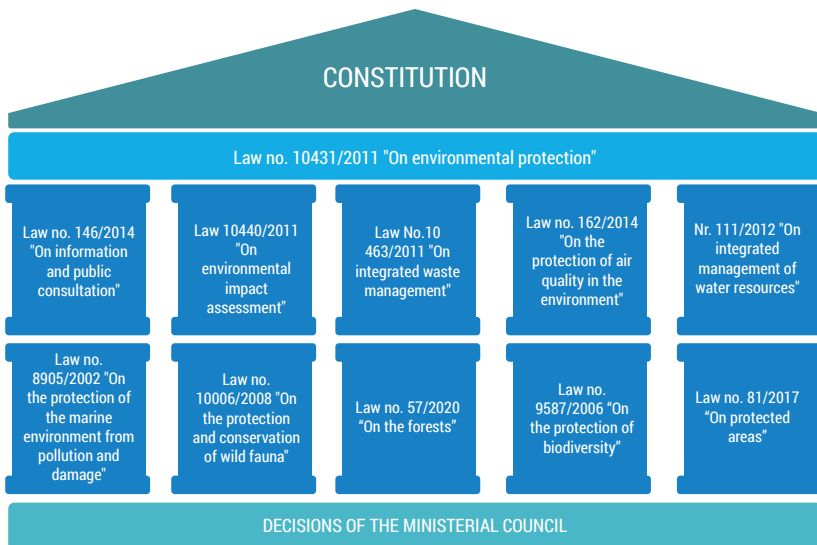 CONSTITUTION
Law no. 10431/2011 "On environmental protection"
Law no. 146/2014
"On information
and public
consultation"
Law 10440/2011
"On
environmental
impact
assessment"
Law No.10
463/2011 "On
integrated waste
management"
Law no. 162/2014
"On the
protection of air
quality in the
environment"
Nr. 111/2012 "On
integrated
management of
water resources"
Law no.
8905/2002 "On
the protection of
the marine
environment from
pollution and
damage"
Law no.
10006/2008 "On
the protection
and conservation
of wild fauna"
Law no. 57/2020
“On the forests”
Law no.
9587/2006 “On
the protection of
biodiversity”
Law no. 81/2017
“On protected
areas”
DECISIONS OF THE MINISTERIAL COUNCIL